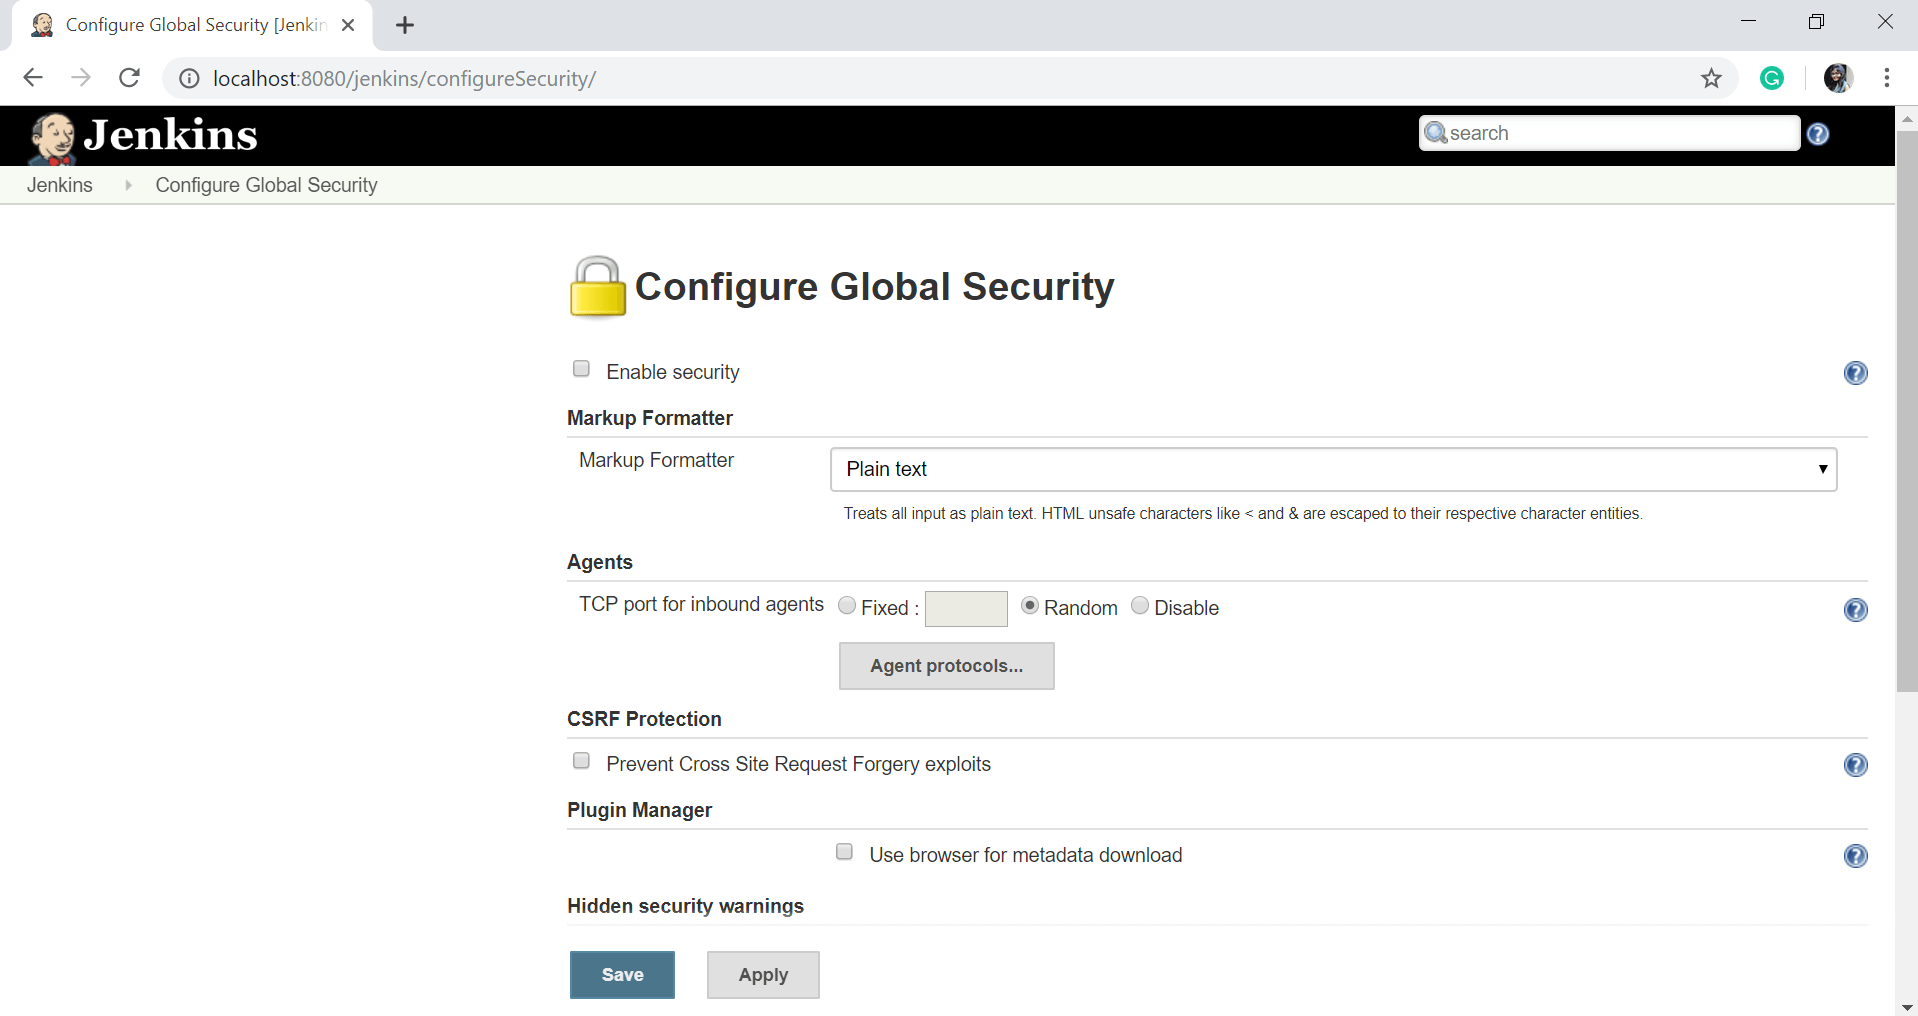 Configure Global Security [Jenkin
localhost:8080/jenkins/configureSecurity/
Jenkins
search
Jenkins Configure Global Security
Configure Global Security
Enable security
Markup Formatter
Markup Formatter Plain text
Treats all input as plain text. HTML unsafe characters like < and & are escaped to their respective character entities.
Agents
TCP port for inbound agents Fixed : Random Disable
Agent protocols...
CSRF Protection
Prevent Cross Site Request Forgery exploits
Plugin Manager
Use browser for metadata download
Hidden security warnings
Save Apply